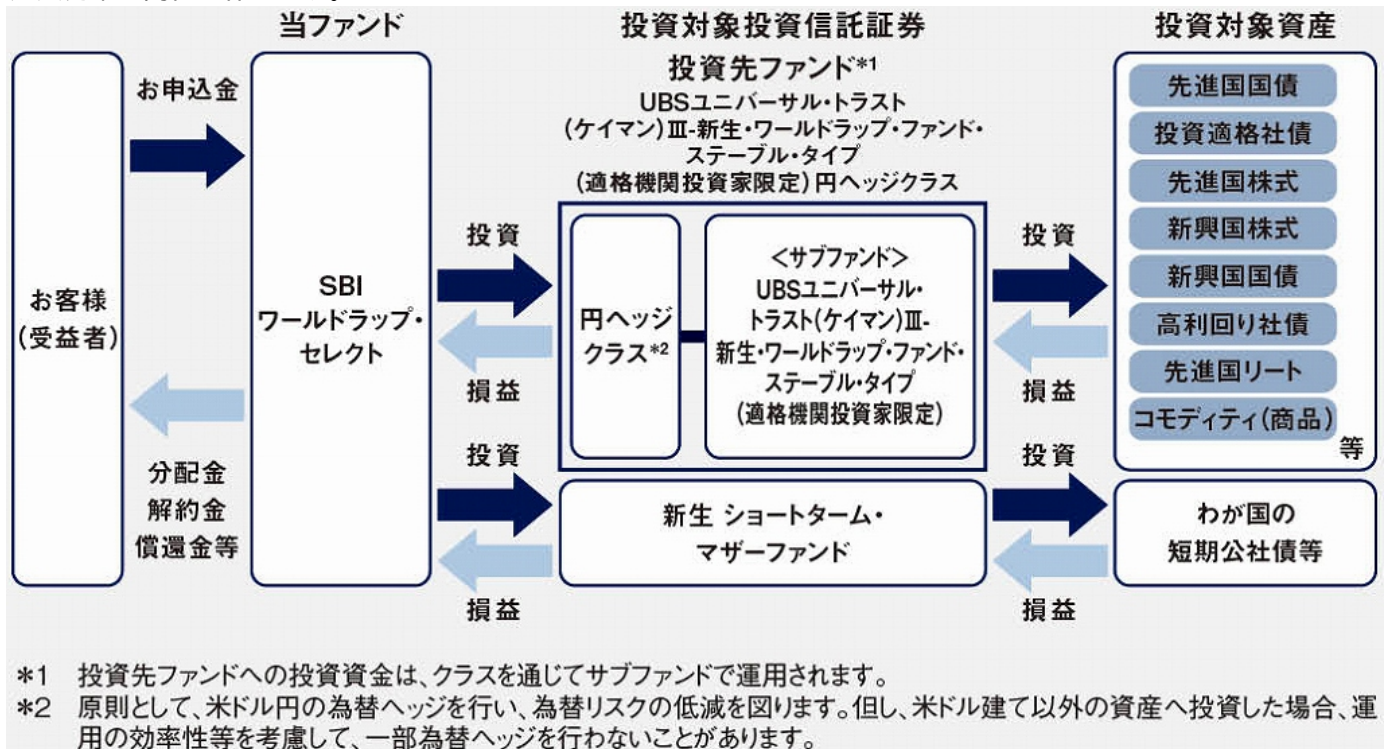 当ファンド
投資対象投資信託証券
投資対象資産
お客様
(受益者)
お申込金
分配金
解約金
償還金等
SBI
ワールドラップ・
セレクト
投資
損益
投資
損益
投資先ファンド*1
UBSユニバーサル・トラスト
(ケイマン)Ⅲ-新生・ワールドラップ・ファンド・
ステーブル・タイプ
(適格機関投資家限定)円ヘッジクラス
円ヘッジ
クラス*2
<サブファンド>
UBSユニバーサル・
トラスト(ケイマン)Ⅲ-
新生・ワールドラップ・ファンド・
ステーブル・タイプ
(適格機関投資家限定)
新生 ショートターム・
マザーファンド
投資
損益
投資
損益
先進国国債
投資適格社債
先進国株式
新興国株式
新興国国債
高利回り社債
先進国リート
コモディティ(商品)
等
わが国の
短期公社債等
*1 投資先ファンドへの投資資金は、クラスを通じてサブファンドで運用されます。
*2 原則として、米ドル円の為替ヘッジを行い、為替リスクの低減を図ります。但し、米ドル建て以外の資産へ投資した場合、運
用の効率性等を考慮して、一部為替ヘッジを行わないことがあります。